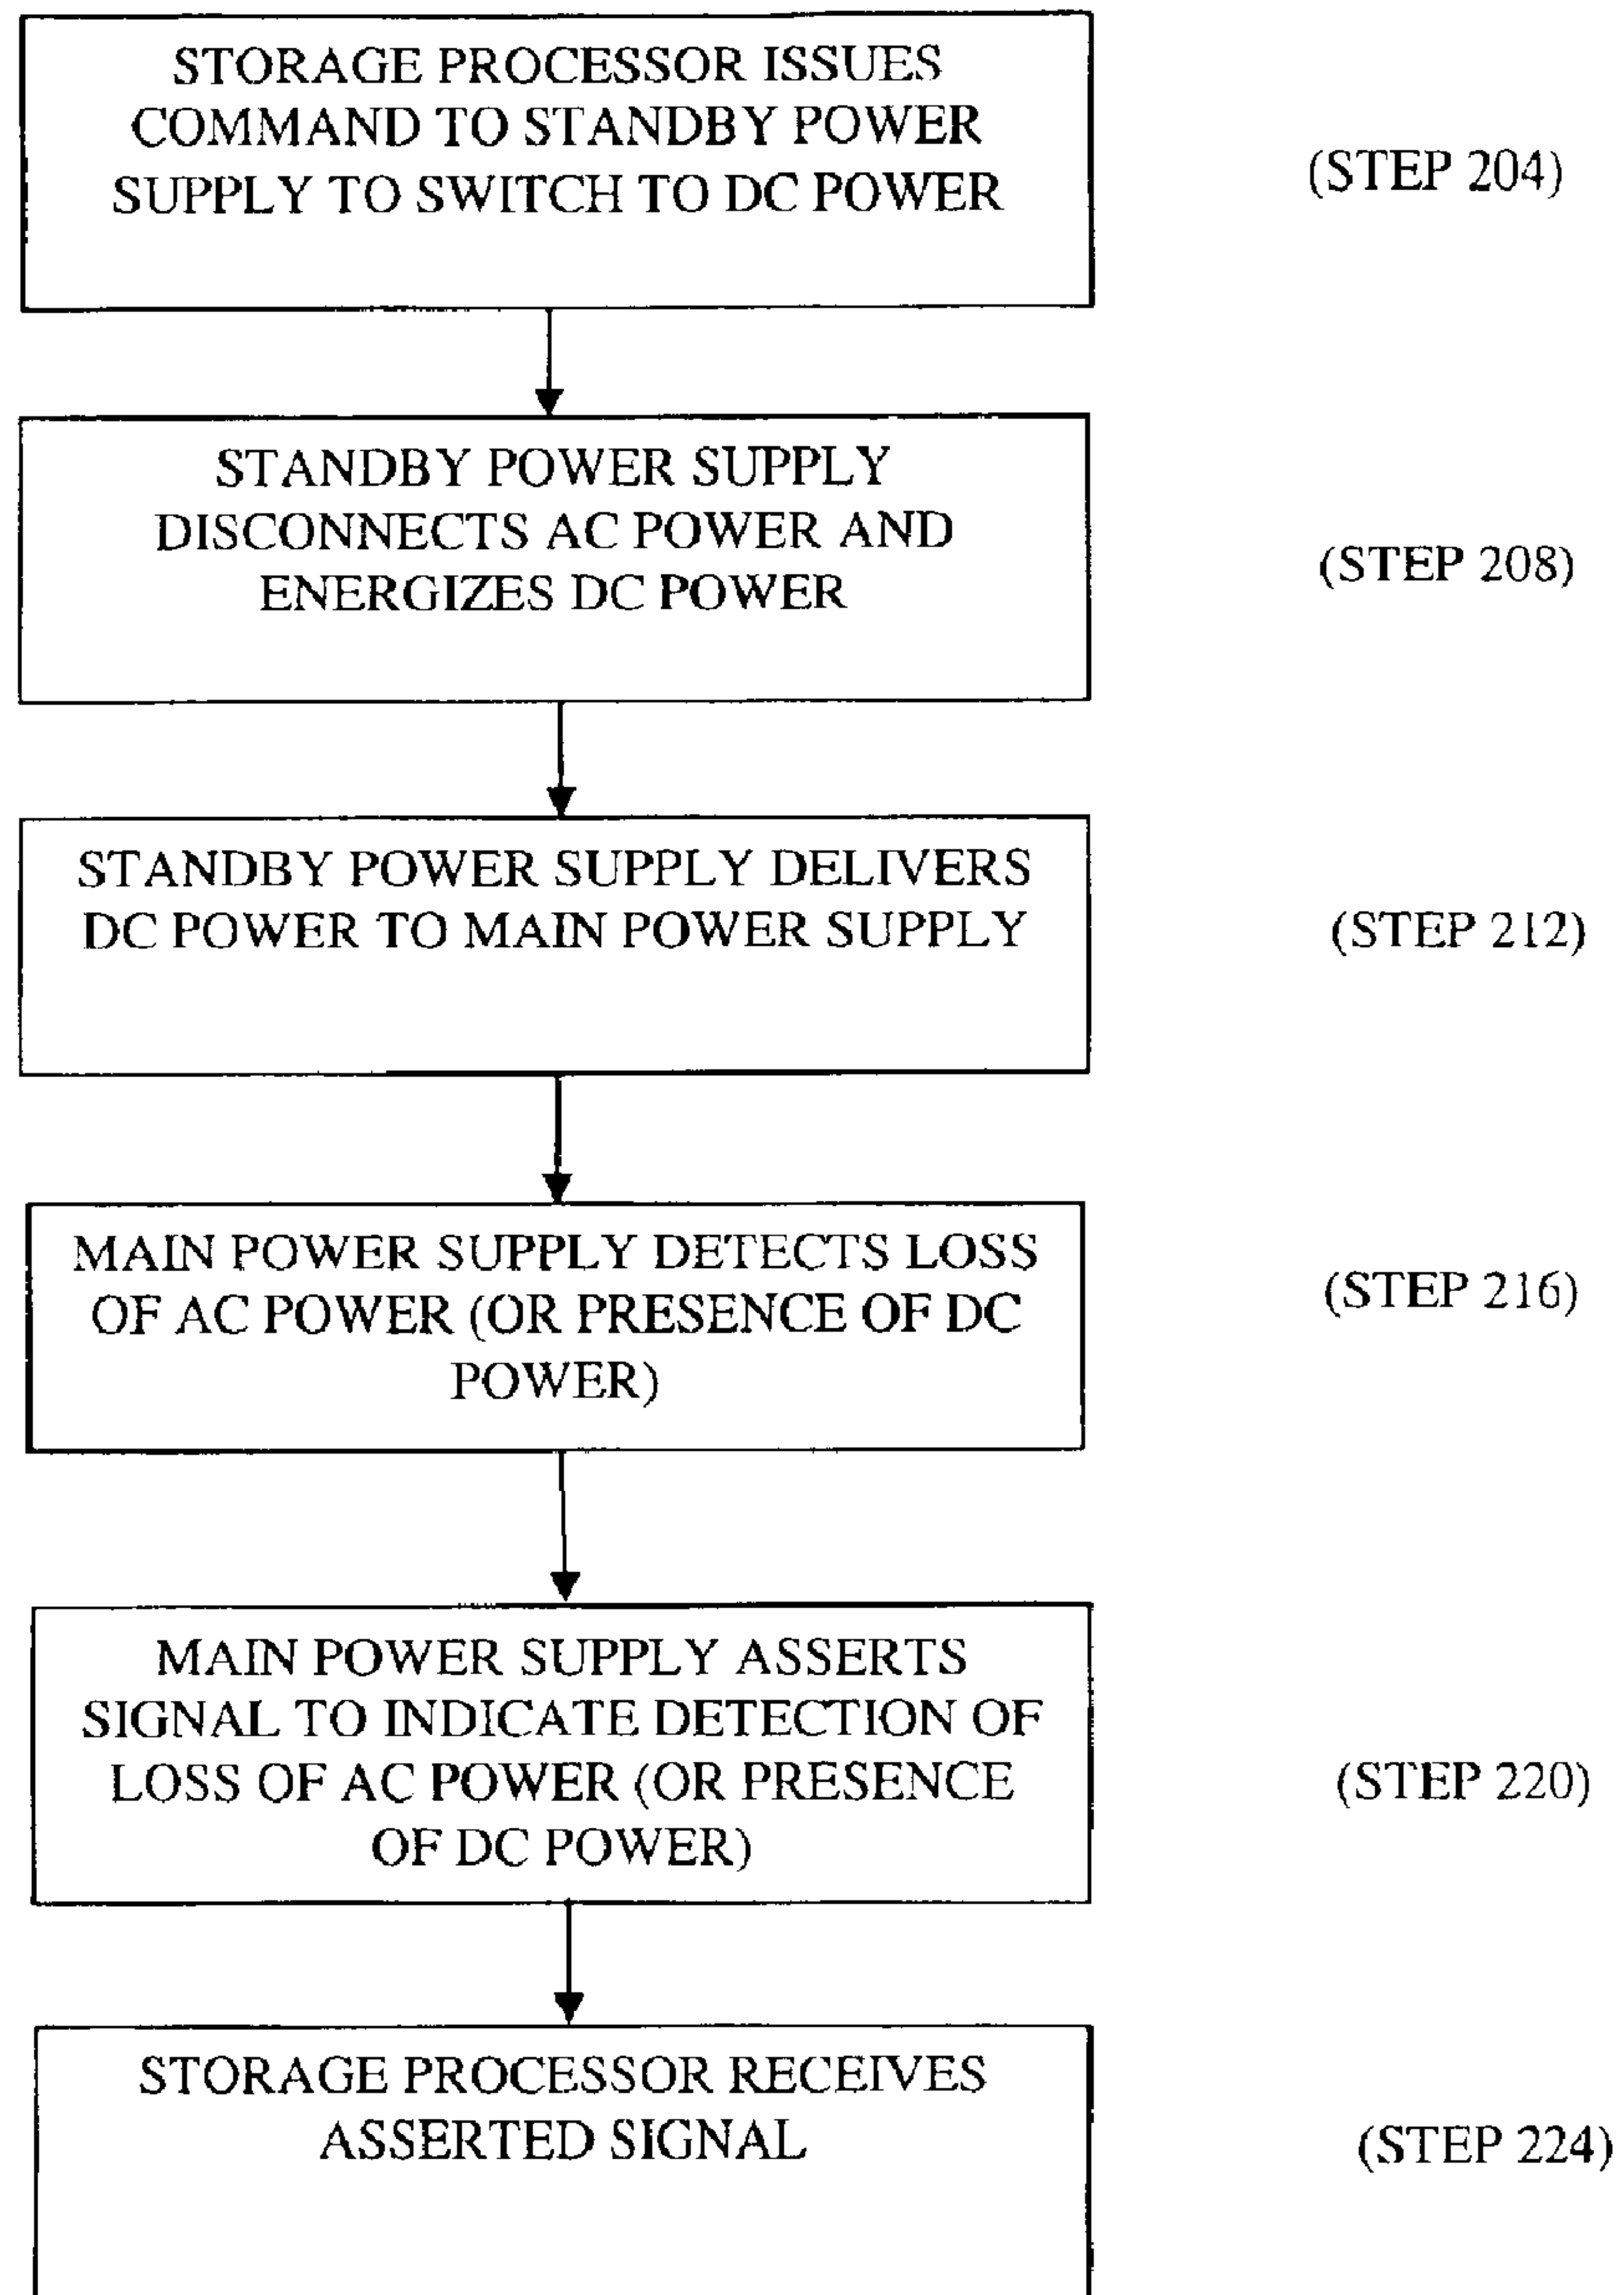 STORAGE PROCESSOR ISSUES
COMMAND TO STANDBY POWER
SUPPLY TO SWITCH TO DC POWER
(STEP 204)
STANDBY POWER SUPPLY
DISCONNECTS AC POWER AND
ENERGIZES DC POWER
(STEP 208)
STANDBY POWER SUPPLY DELIVERS
DC POWER TO MAIN POWER SUPPLY
(STEP 212)
MAIN POWER SUPPLY DETECTS LOSS
OF AC POWER (OR PRESENCE OF DC
POWER)
(STEP 216)
MAIN POWER SUPPLY ASSERTS
SIGNAL TO INDICATE DETECTION OF
LOSS OF AC POWER (OR PRESENCE
OF DC POWER)
(STEP 220)
STORAGE PROCESSOR RECEIVES
ASSERTED SIGNAL
(STEP 224)